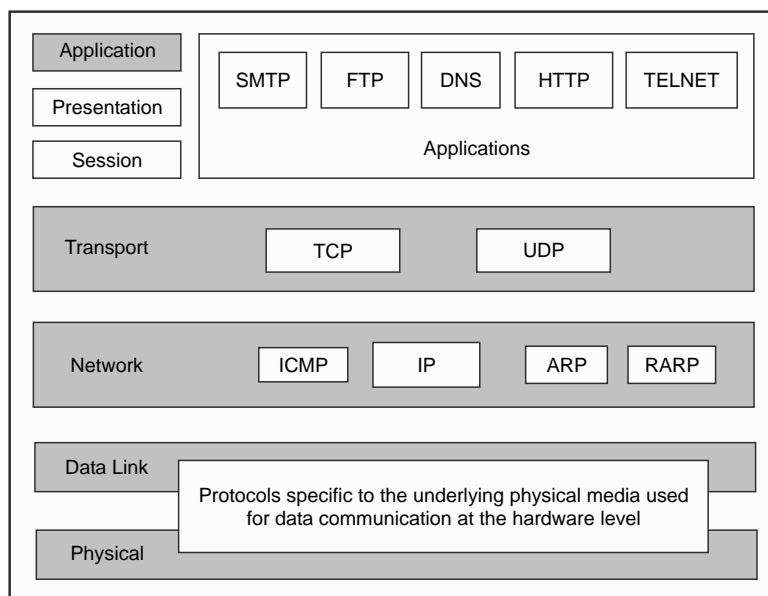 Application
SMTP FTP DNS HTTP TELNET
Presentation
Applications
Session
Transport
TCP UDP
Network
ICMP IP ARP RARP
Data Link
Protocols specific to the underlying physical media used
for data communication at the hardware level
Physical